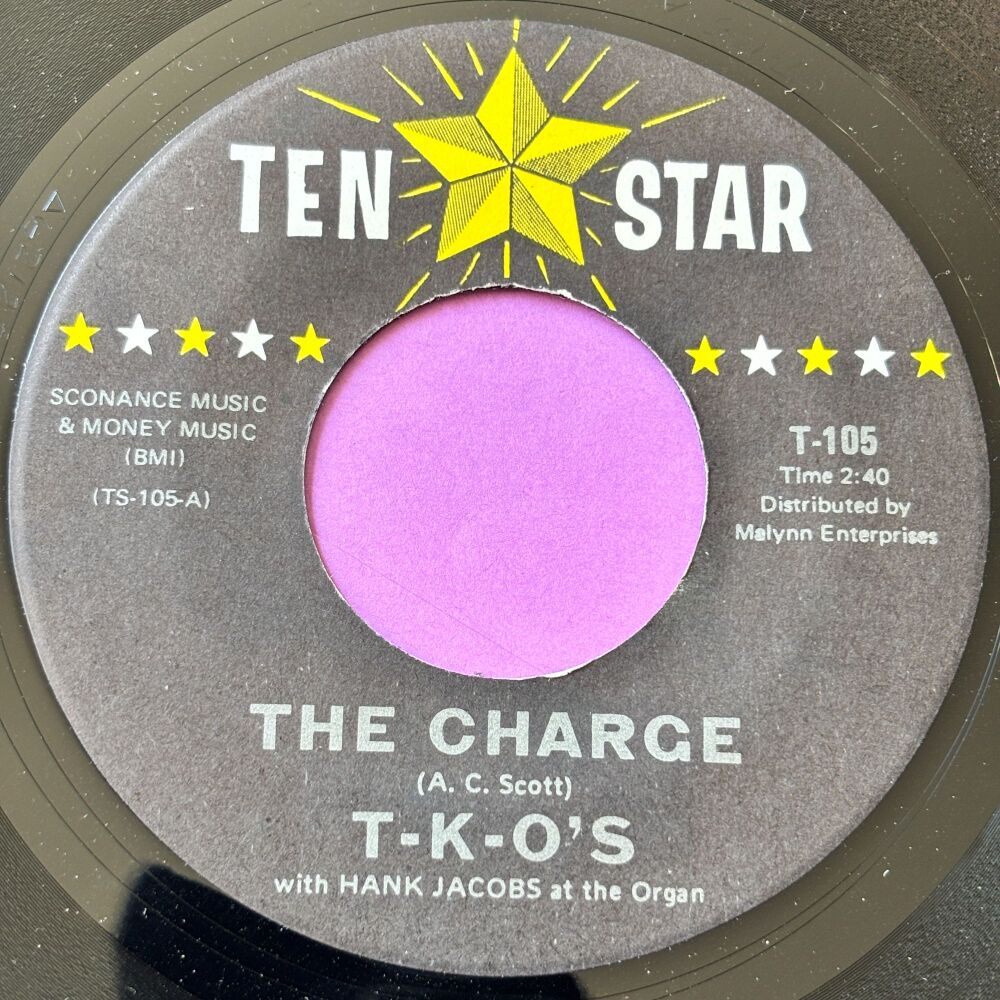 TEN STAR
SCONANCE MUSIC
& MONEY MUSIC
(BMI)
(TS-105-A)
T-105
Time 2:40
Distributed by
Malynn Enterprises
THE CHARGE
(A. C. Scott)
T-K-O'S
with HANK JACOBS at the Organ